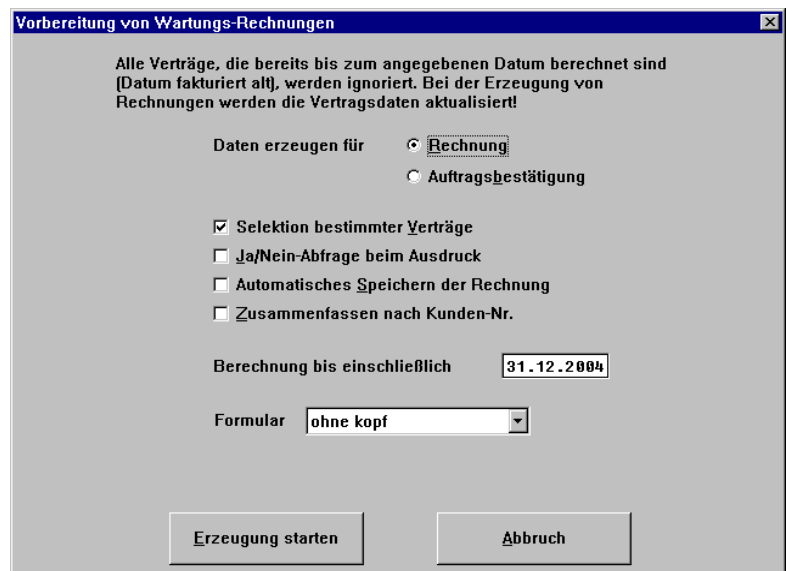 Vorbereitung von Wartungs-Rechnungen
Alle Verträge, die bereits bis zum angegebenen Datum berechnet sind
(Datum fakturiert alt), werden ignoriert. Bei der Erzeugung von
Rechnungen werden die Vertragsdaten aktualisiert!
Daten erzeugen für Rechnung
Auftragsbestätigung
Selektion bestimmter Verträge
Ja/Nein-Abfrage beim Ausdruck
Automatisches Speichern der Rechnung
Zusammenfassen nach Kunden-Nr.
Berechnung bis einschließlich 31.12.2004
Formular ohne kopf
Erzeugung starten Abbruch